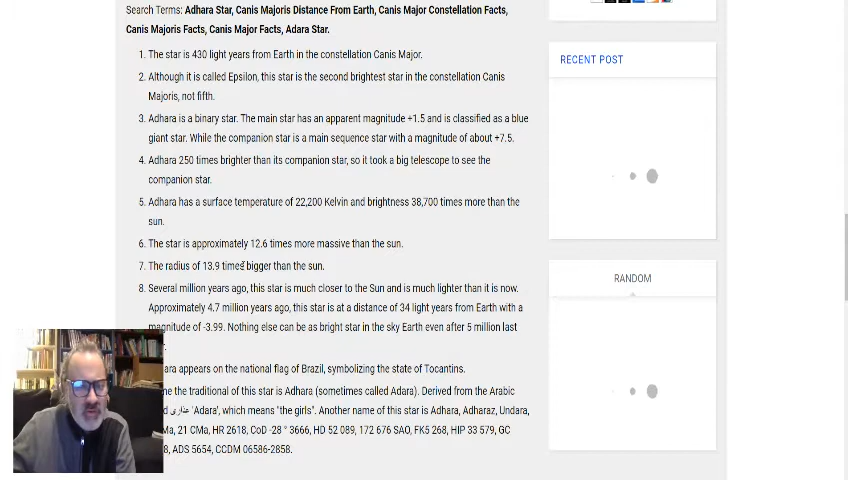 Search Terms: Adhara Star, Canis Majoris Distance From Earth, Canis Major Constellation Facts,
Canis Majoris Facts, Canis Major Facts, Adara Star.
1. The star is 430 light years from Earth in the constellation Canis Major.
2. Although it is called Epsilon, this star is the second brightest star in the constellation Canis
Majoris, not fifth.
3. Adhara is a binary star. The main star has an apparent magnitude +1.5 and is classified as a blue
giant star. While the companion star is a main sequence star with a magnitude of about +7.5.
4. Adhara 250 times brighter than its companion star, so it took a big telescope to see the
companion star.
5. Adhara has a surface temperature of 22,200 Kelvin and brightness 38,700 times more than the
sun.
6. The star is approximately 12.6 times more massive than the sun.
7. The radius of 13.9 times bigger than the sun.
8. Several million years ago, this star is much closer to the Sun and is much lighter than it is now.
Approximately 4.7 million years ago, this star is at a distance of 34 light years from Earth with a
magnitude of -3.99. Nothing else can be as bright star in the sky Earth even after 5 million last
appears on the national flag of Brazil, symbolizing the state of Tocantins.
the traditional of this star is Adhara (sometimes called Adara). Derived from the Arabic
عذارى 'Adara', which means "the girls". Another name of this star is Adhara, Adharaz, Undara,
21 CMa, HR 2618, CoD -28 ° 3666, HD 52 089, 172 676 SAO, FK5 268, HIP 33 579, GC
ADS 5654, CCDM 06586-2858.
RECENT POST
RANDOM